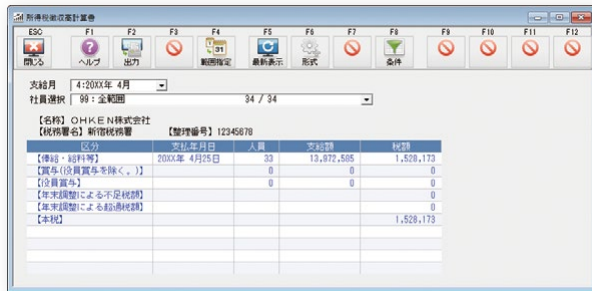 所得税徴収高計算書
ESC F1 F2 F3 F4 F5 F6 F7 F8 F9 F10 F11 F12
閉じる ヘルプ 出力 範囲指定 最新表示 形式 条件
支給月 4:20XX年 4月
社員選択 99：全範囲 34 / 34
【名称】OHKEN株式会社
【税務署名】新宿税務署 【整理番号】12345678
区分 支払年月日 人員 支給額 税額
【俸給・給料等】 20XX年 4月25日 33 13,972,505 1,528,173
【賞与(役員賞与を除く。)】 0 0 0
【役員賞与】 0 0 0
【年末調整による不足税額】 0
【年末調整による超過税額】 0
【本税】 1,528,173